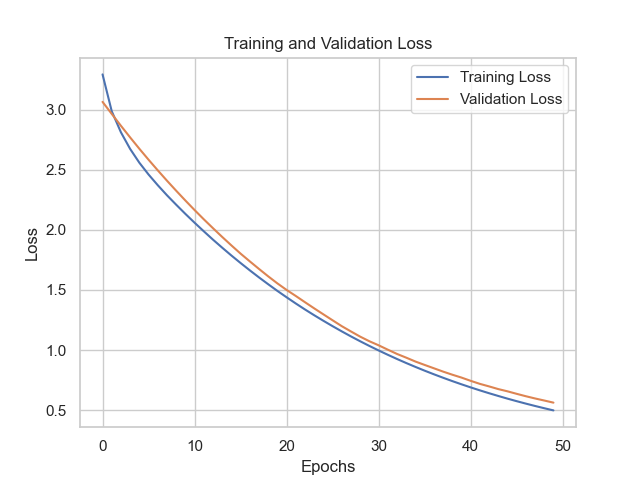 Training and Validation Loss
Training Loss
Validation Loss
3.0
2.5
2.0
1.5
1.0
0.5
Loss
0 10 20 30 40 50
Epochs